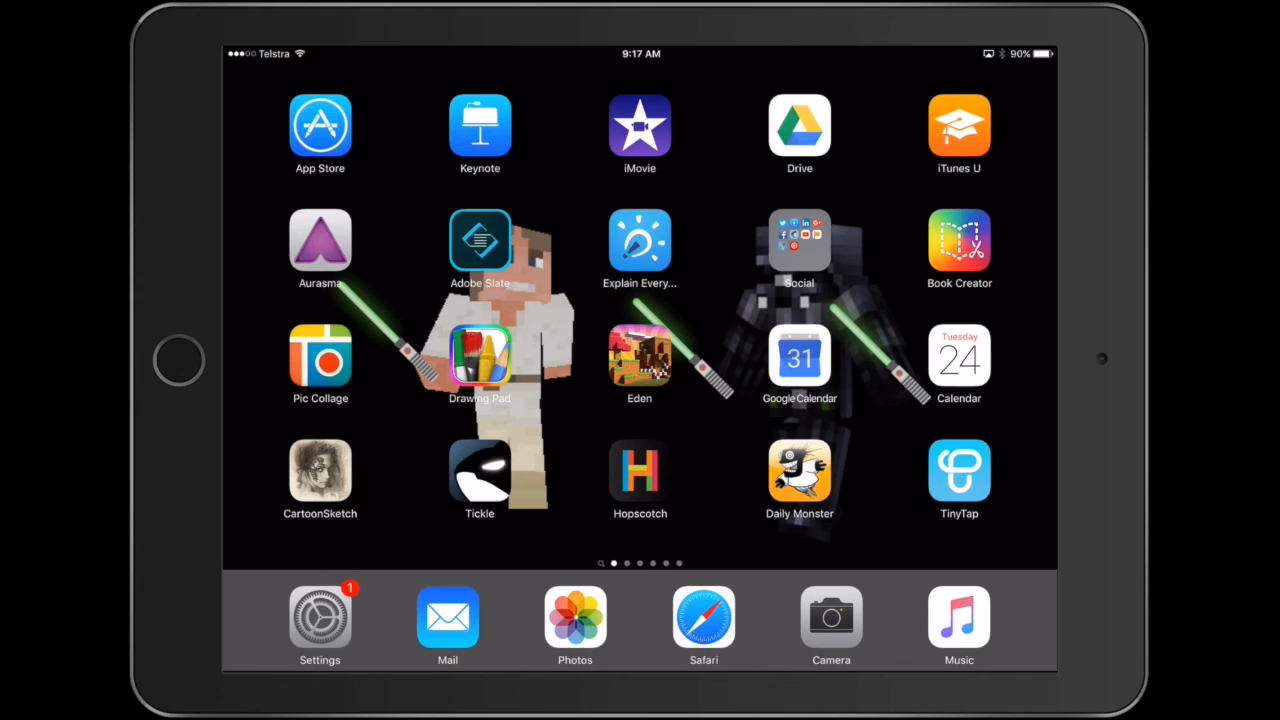 Telstra 9:17 AM 90%
App Store Keynote iMovie Drive iTunes U
Aurasma Adobe Slate Explain Every... Social Book Creator
31 Tuesday 24
Pic Collage Drawing Pad Eden Google Calendar Calendar
H
CartoonSketch Tickle Hopscotch Daily Monster TinyTap
1
Settings Mail Photos Safari Camera Music